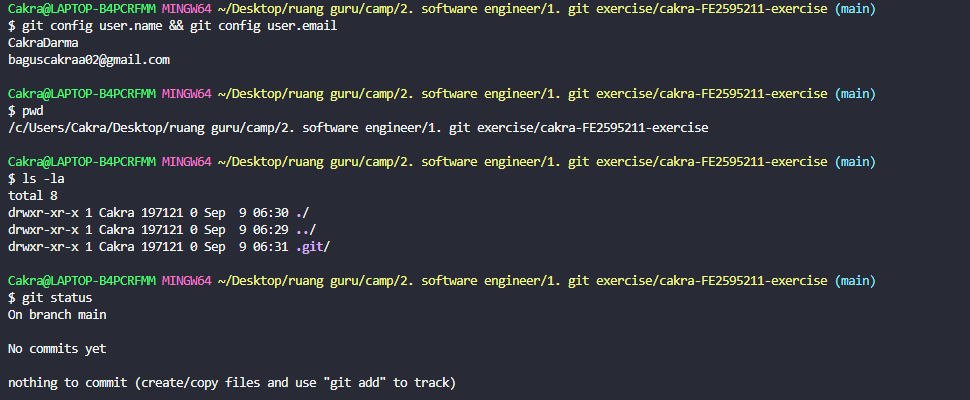 Cakra@LAPTOP-B4PCRFMM MINGW64 ~/Desktop/ruang guru/camp/2. software engineer/1. git exercise/cakra-FE2595211-exercise (main)
$ git config user.name && git config user.email
CakraDarma
baguscakraa02@gmail.com

Cakra@LAPTOP-B4PCRFMM MINGW64 ~/Desktop/ruang guru/camp/2. software engineer/1. git exercise/cakra-FE2595211-exercise (main)
$ pwd
/c/Users/Cakra/Desktop/ruang guru/camp/2. software engineer/1. git exercise/cakra-FE2595211-exercise

Cakra@LAPTOP-B4PCRFMM MINGW64 ~/Desktop/ruang guru/camp/2. software engineer/1. git exercise/cakra-FE2595211-exercise (main)
$ ls -la
total 8
drwxr-xr-x 1 Cakra 197121 0 Sep  9 06:30 ./
drwxr-xr-x 1 Cakra 197121 0 Sep  9 06:29 ../
drwxr-xr-x 1 Cakra 197121 0 Sep  9 06:31 .git/

Cakra@LAPTOP-B4PCRFMM MINGW64 ~/Desktop/ruang guru/camp/2. software engineer/1. git exercise/cakra-FE2595211-exercise (main)
$ git status
On branch main

No commits yet

nothing to commit (create/copy files and use "git add" to track)